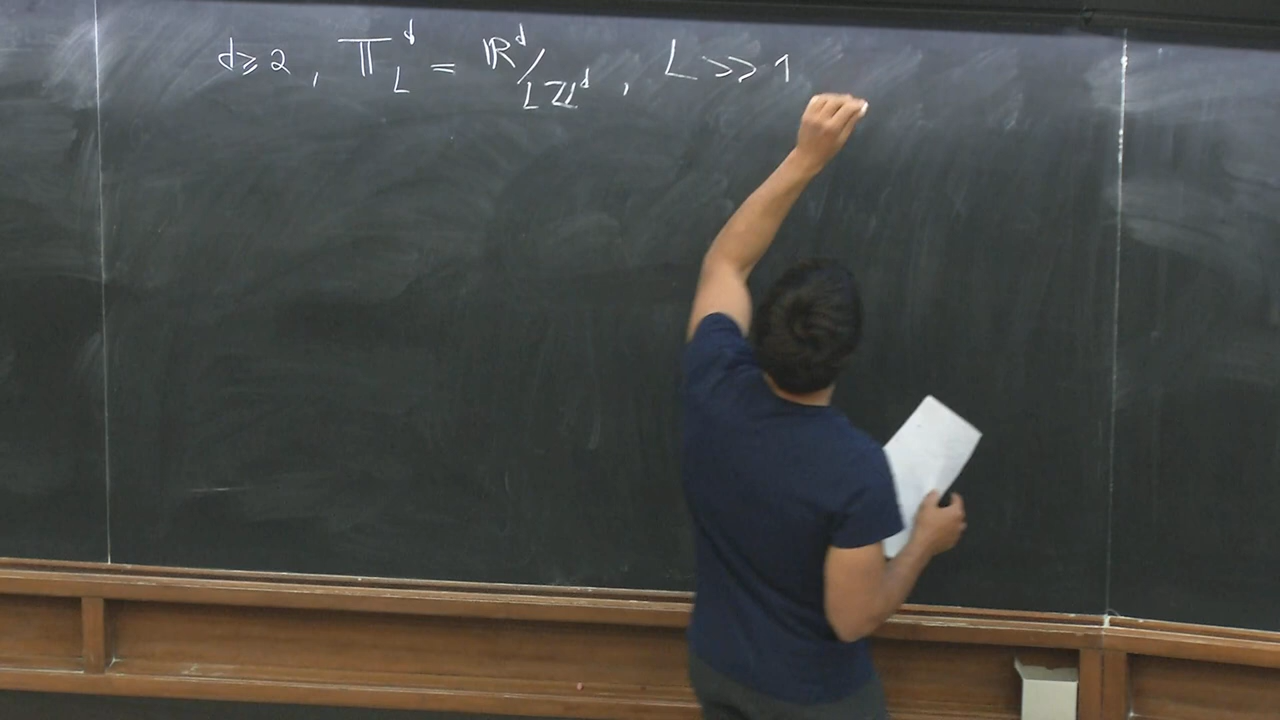 d ≥ 2 , 𝕋_L^d = ℝ^d / Lℤ^d , L >> 1